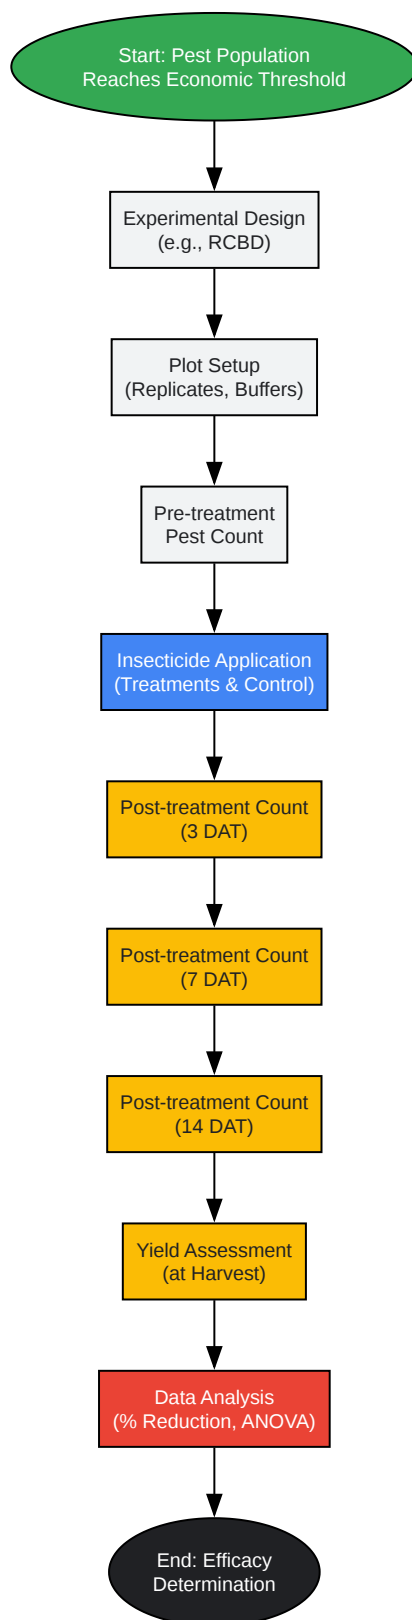 Start: Pest Population
Reaches Economic Threshold
Experimental Design
(e.g., RCBD)
Plot Setup
(Replicates, Buffers)
Pre-treatment
Pest Count
Insecticide Application
(Treatments & Control)
Post-treatment Count
(3 DAT)
Post-treatment Count
(7 DAT)
Post-treatment Count
(14 DAT)
Yield Assessment
(at Harvest)
Data Analysis
(% Reduction, ANOVA)
End: Efficacy
Determination